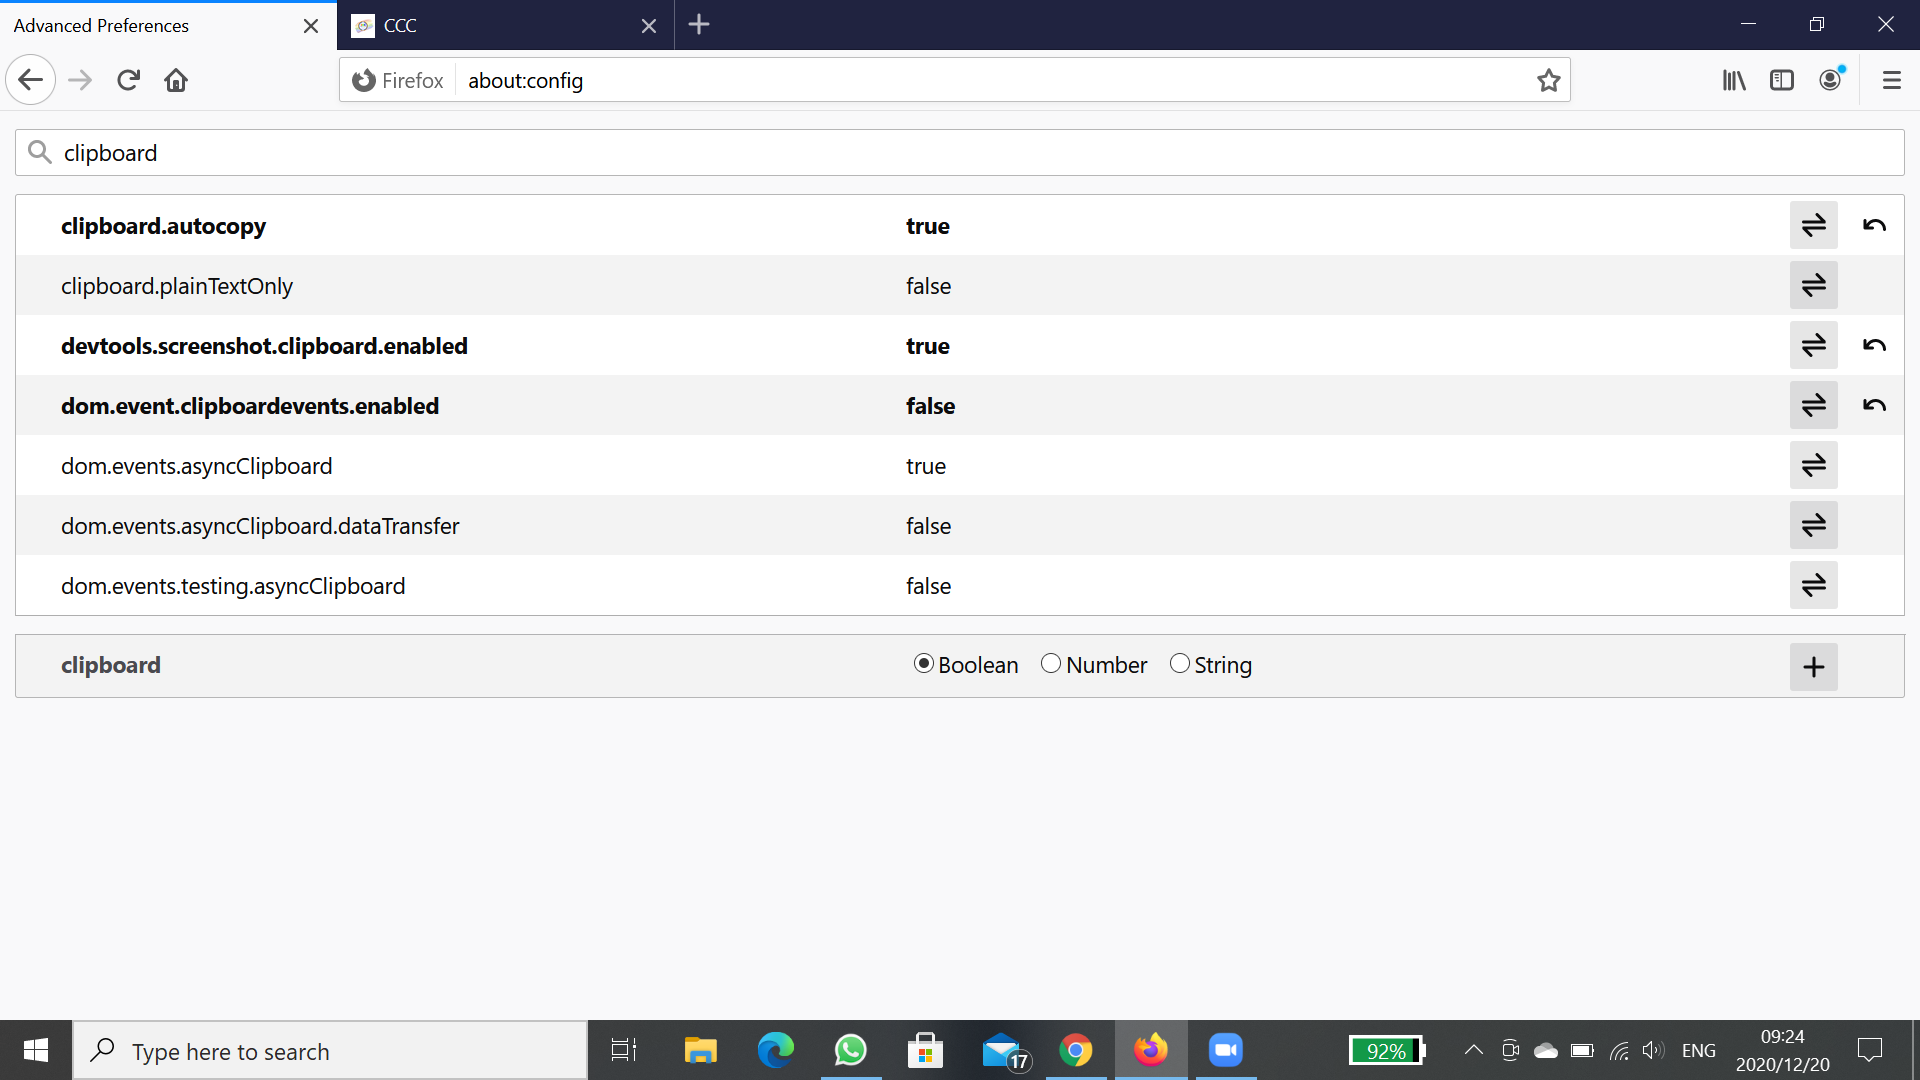 Advanced Preferences
CCC
Firefox
about:config
clipboard
clipboard.autocopy true
clipboard.plainTextOnly false
devtools.screenshot.clipboard.enabled true
dom.event.clipboardevents.enabled false
dom.events.asyncClipboard true
dom.events.asyncClipboard.dataTransfer false
dom.events.testing.asyncClipboard false
clipboard Boolean Number String
Type here to search
17
92%
ENG
09:24
2020/12/20